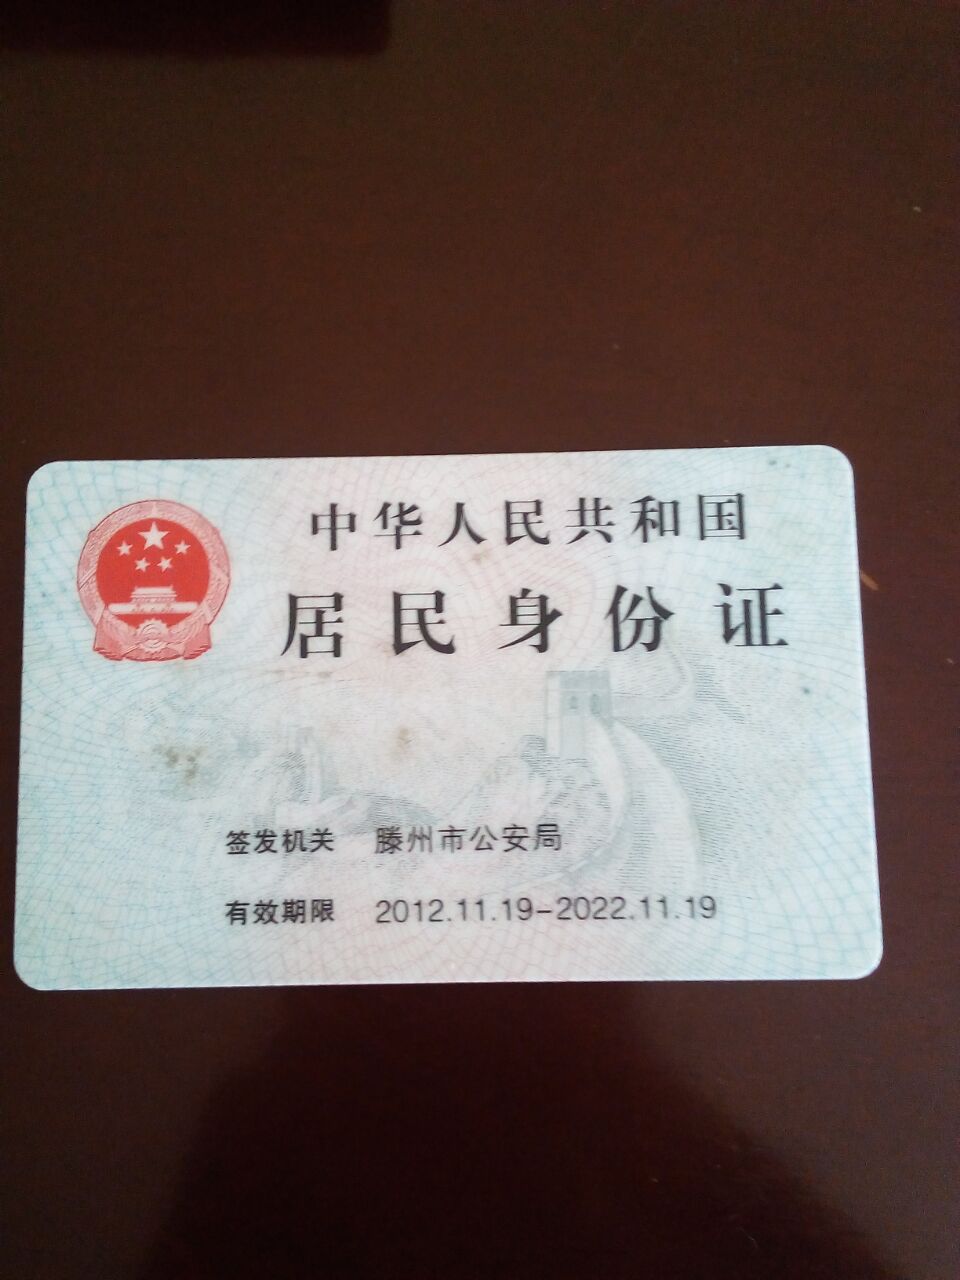 中华人民共和国
居民身份证
签发机关 滕州市公安局
有效期限 2012.11.19-2022.11.19